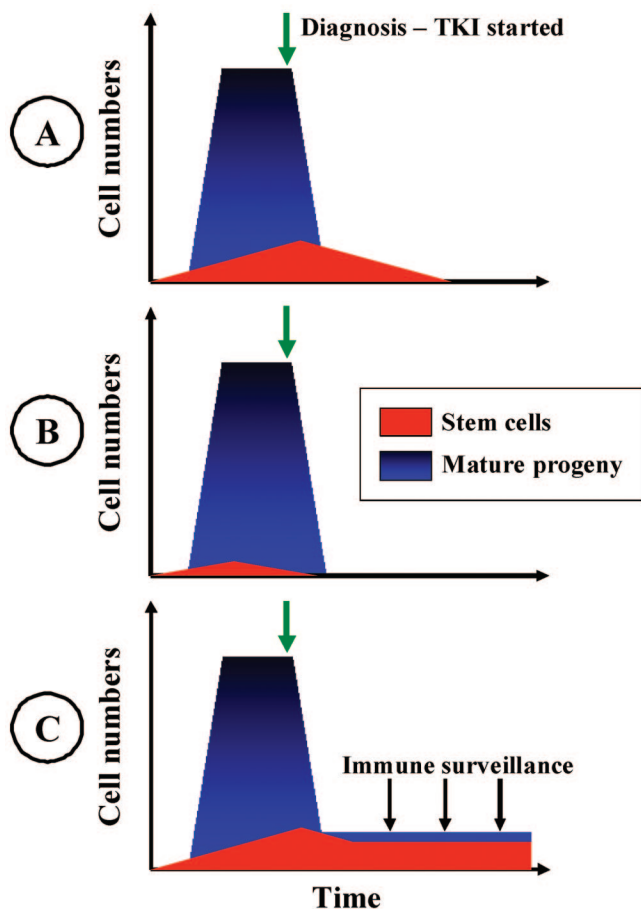 Diagnosis – TKI started
A
Cell numbers
B
Cell numbers
Stem cells
Mature progeny
C
Cell numbers
Immune surveillance
Time